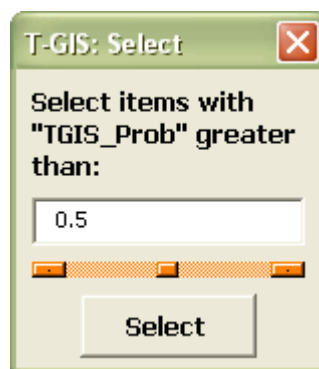 T-GIS: Select
Select items with
"TGIS_Prob" greater
than:
0.5
Select